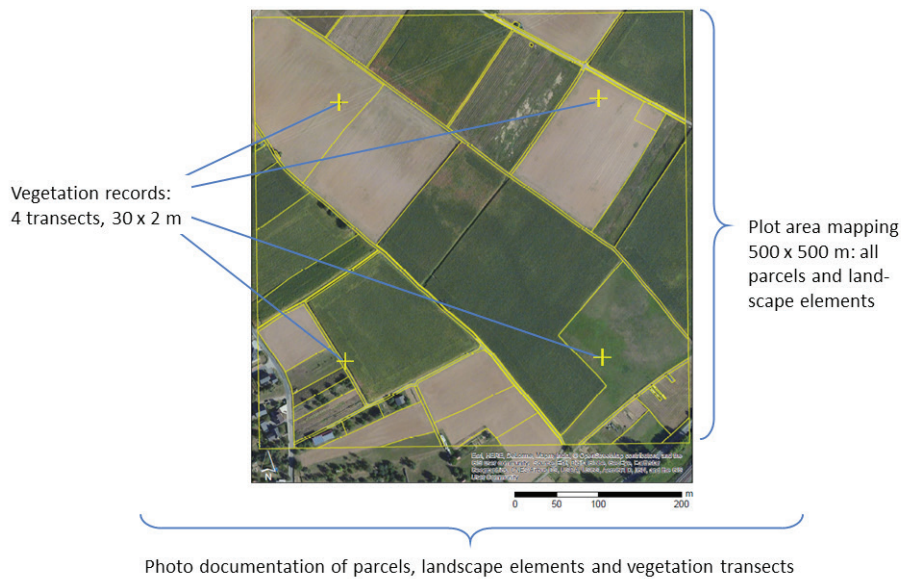 Vegetation records:
4 transects, 30 x 2 m
Plot area mapping
500 x 500 m: all
parcels and land-
scape elements
N
m
0 50 100 200
Photo documentation of parcels, landscape elements and vegetation transects